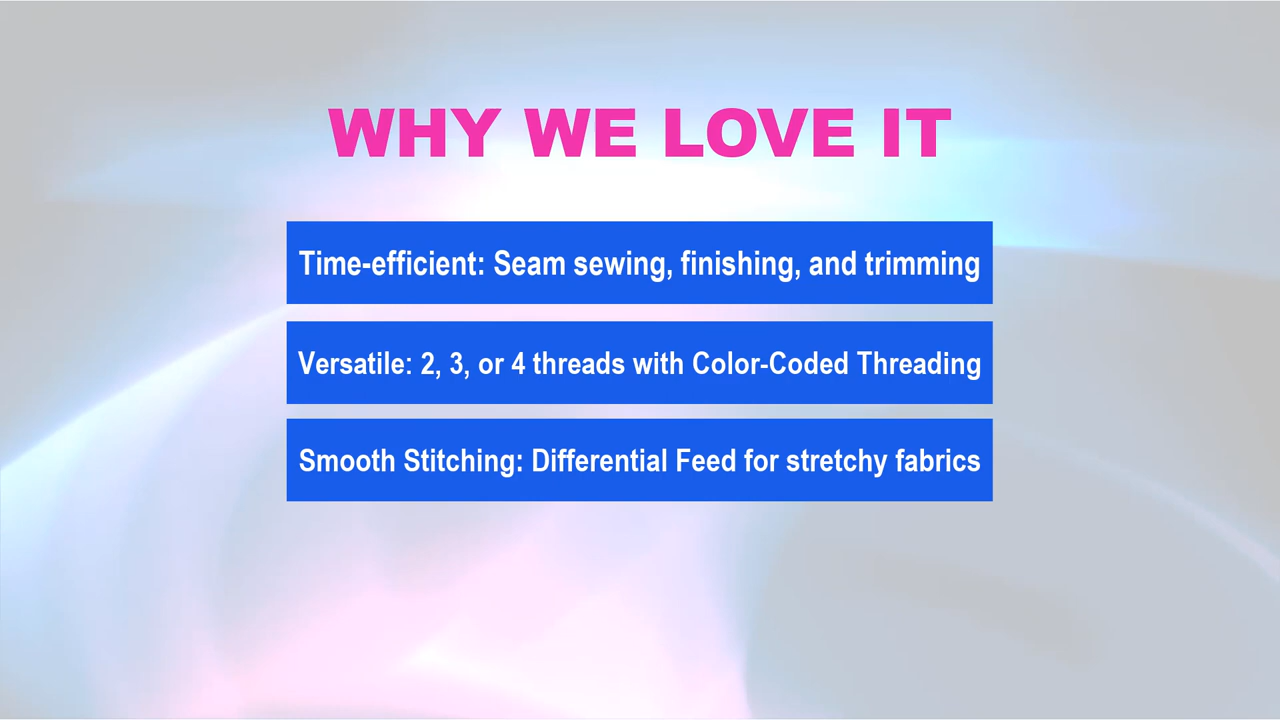 WHY WE LOVE IT
Time-efficient: Seam sewing, finishing, and trimming
Versatile: 2, 3, or 4 threads with Color-Coded Threading
Smooth Stitching: Differential Feed for stretchy fabrics